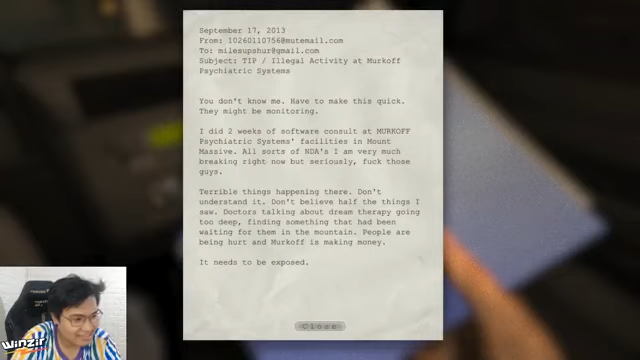 September 17, 2013
From: 10260110756@mutemail.com
To: milesupshur@gmail.com
Subject: TIP / Illegal Activity at Murkoff
Psychiatric Systems
You don't know me. Have to make this quick.
They might be monitoring.
I did 2 weeks of software consult at MURKOFF
Psychiatric Systems' facilities in Mount
Massive. All sorts of NDA's I am very much
breaking right now but seriously, fuck those
guys.
Terrible things happening there. Don't
understand it. Don't believe half the things I
saw. Doctors talking about dream therapy going
too deep, finding something that had been
waiting for them in the mountain. People are
being hurt and Murkoff is making money.
It needs to be exposed.
Close
WINZIR